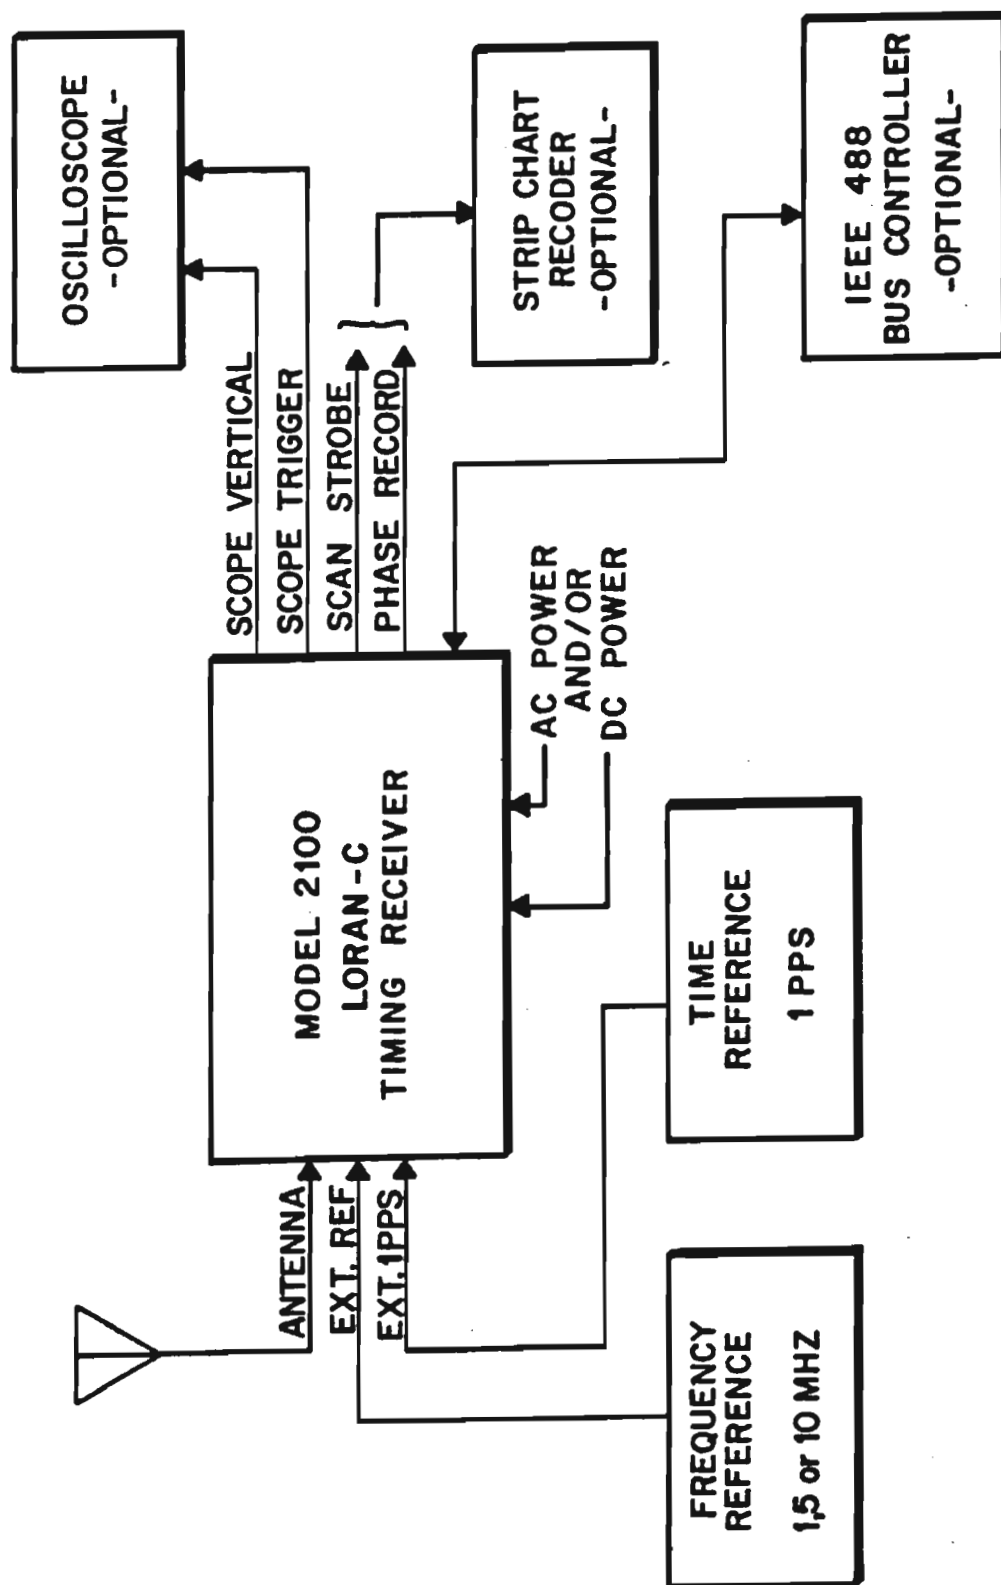 OSCILLOSCOPE
-OPTIONAL-
SCOPE VERTICAL
SCOPE TRIGGER
SCAN STROBE
PHASE RECORD
STRIP CHART
RECODER
-OPTIONAL-
IEEE 488
BUS CONTROLLER
-OPTIONAL-
MODEL 2100
LORAN-C
TIMING RECEIVER
AC POWER
AND/OR
DC POWER
ANTENNA
EXT. REF
EXT. 1PPS
TIME
REFERENCE
1 PPS
FREQUENCY
REFERENCE
1,5 or 10 MHZ